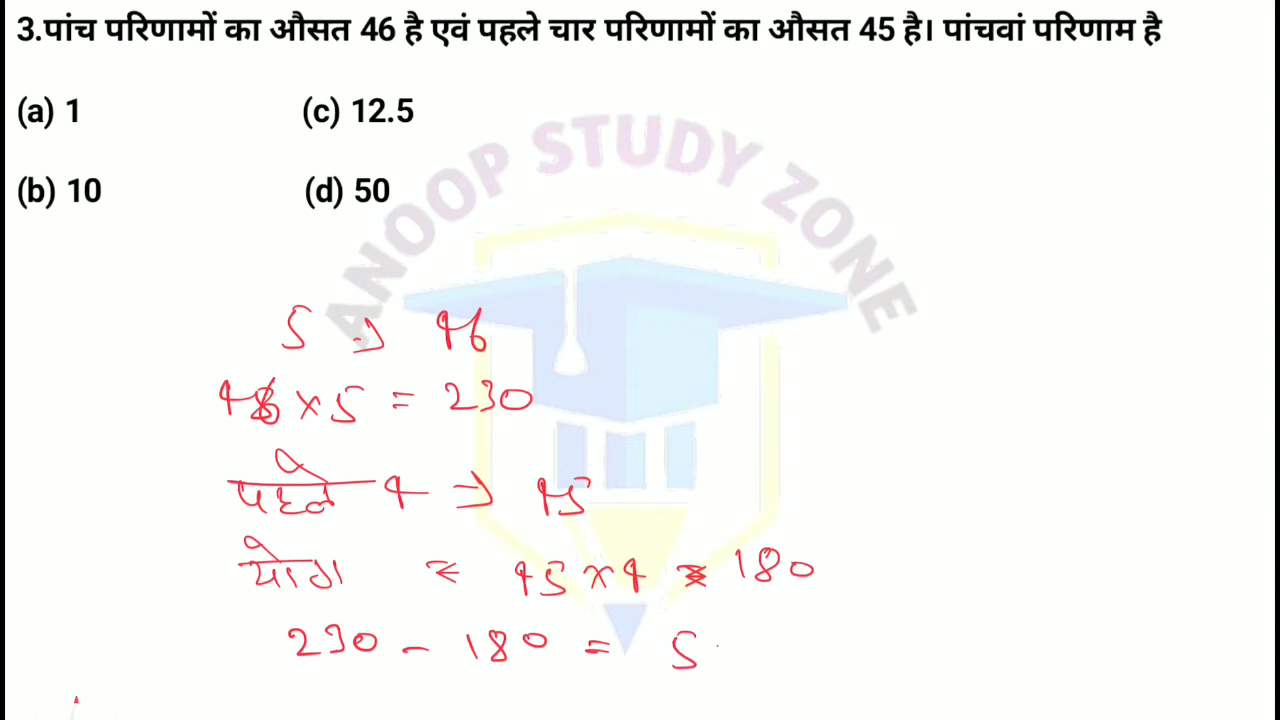 3.पांच परिणामों का औसत 46 है एवं पहले चार परिणामों का औसत 45 है। पांचवां परिणाम है
(a) 1 (c) 12.5
(b) 10 (d) 50
ANOOP STUDY ZONE
5 ⇒ 46
46 × 5 = 230
पहले 4 ⇒ 45
योग = 45 × 4 = 180
230 - 180 = 5